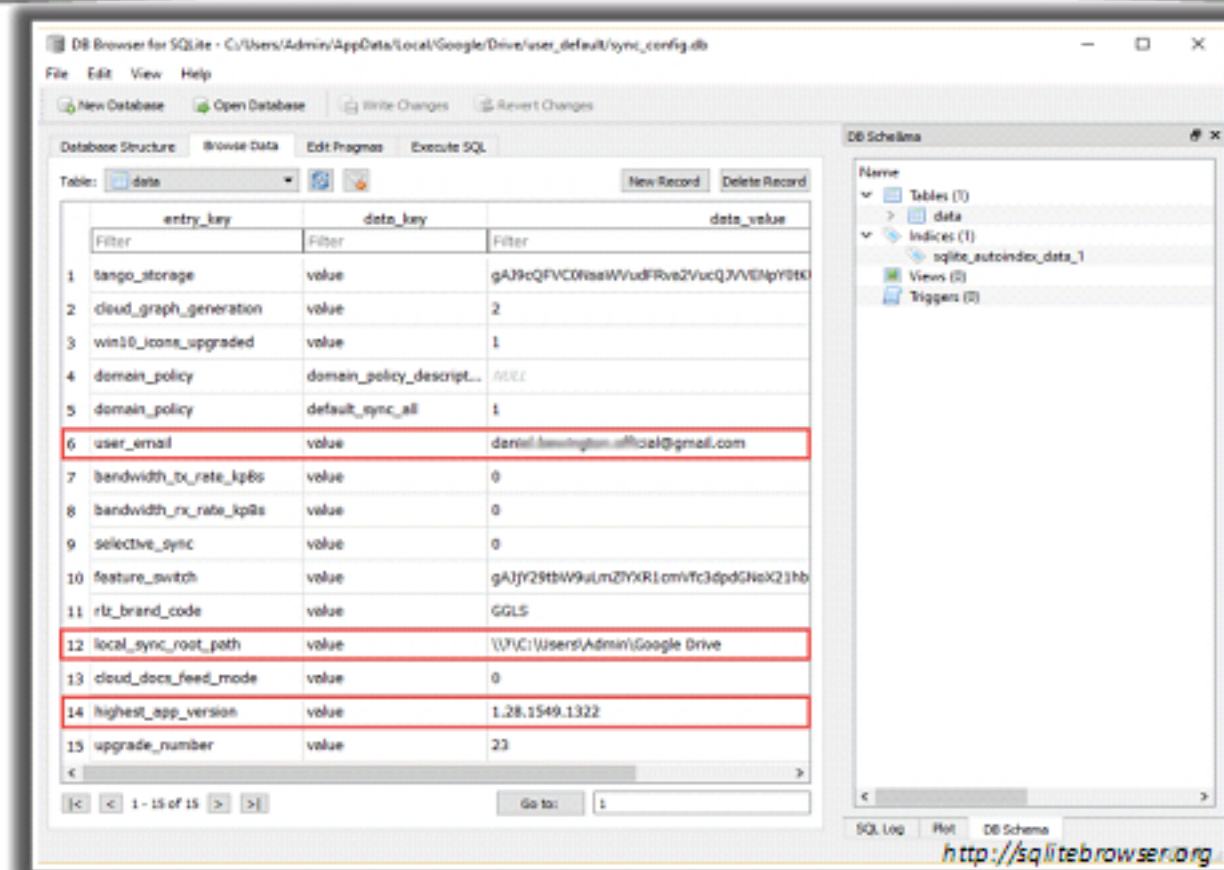 DB Browser for SQLite - C:/Users/Admin/AppData/Local/Google/Drive/user_default/sync_config.db
File Edit View Help
New Database Open Database Write Changes Revert Changes
Database Structure Browse Data Edit Pragmas Execute SQL
Table: data New Record Delete Record
entry_key data_key data_value
Filter Filter Filter
1 tango_storage value
2 cloud_graph_generation value 2
3 win10_icons_upgraded value 1
4 domain_policy domain_policy_descript... NULL
5 domain_policy default_sync_all 1
6 user_email value
7 bandwidth_tx_rate_kpBs value 0
8 bandwidth_rx_rate_kpBs value 0
9 selective_sync value 0
10 feature_switch value
11 rlz_brand_code value GGLS
12 local_sync_root_path value \\?\C:\Users\Admin\Google Drive
13 cloud_docs_feed_mode value 0
14 highest_app_version value 1.28.1549.1322
15 upgrade_number value 23
1 - 15 of 15 Go to: 1
DB Schema
Name
Tables (1)
data
Indices (1)
sqlite_autoindex_data_1
Views (0)
Triggers (0)
SQL Log Plot DB Schema
http://sqlitebrowser.org